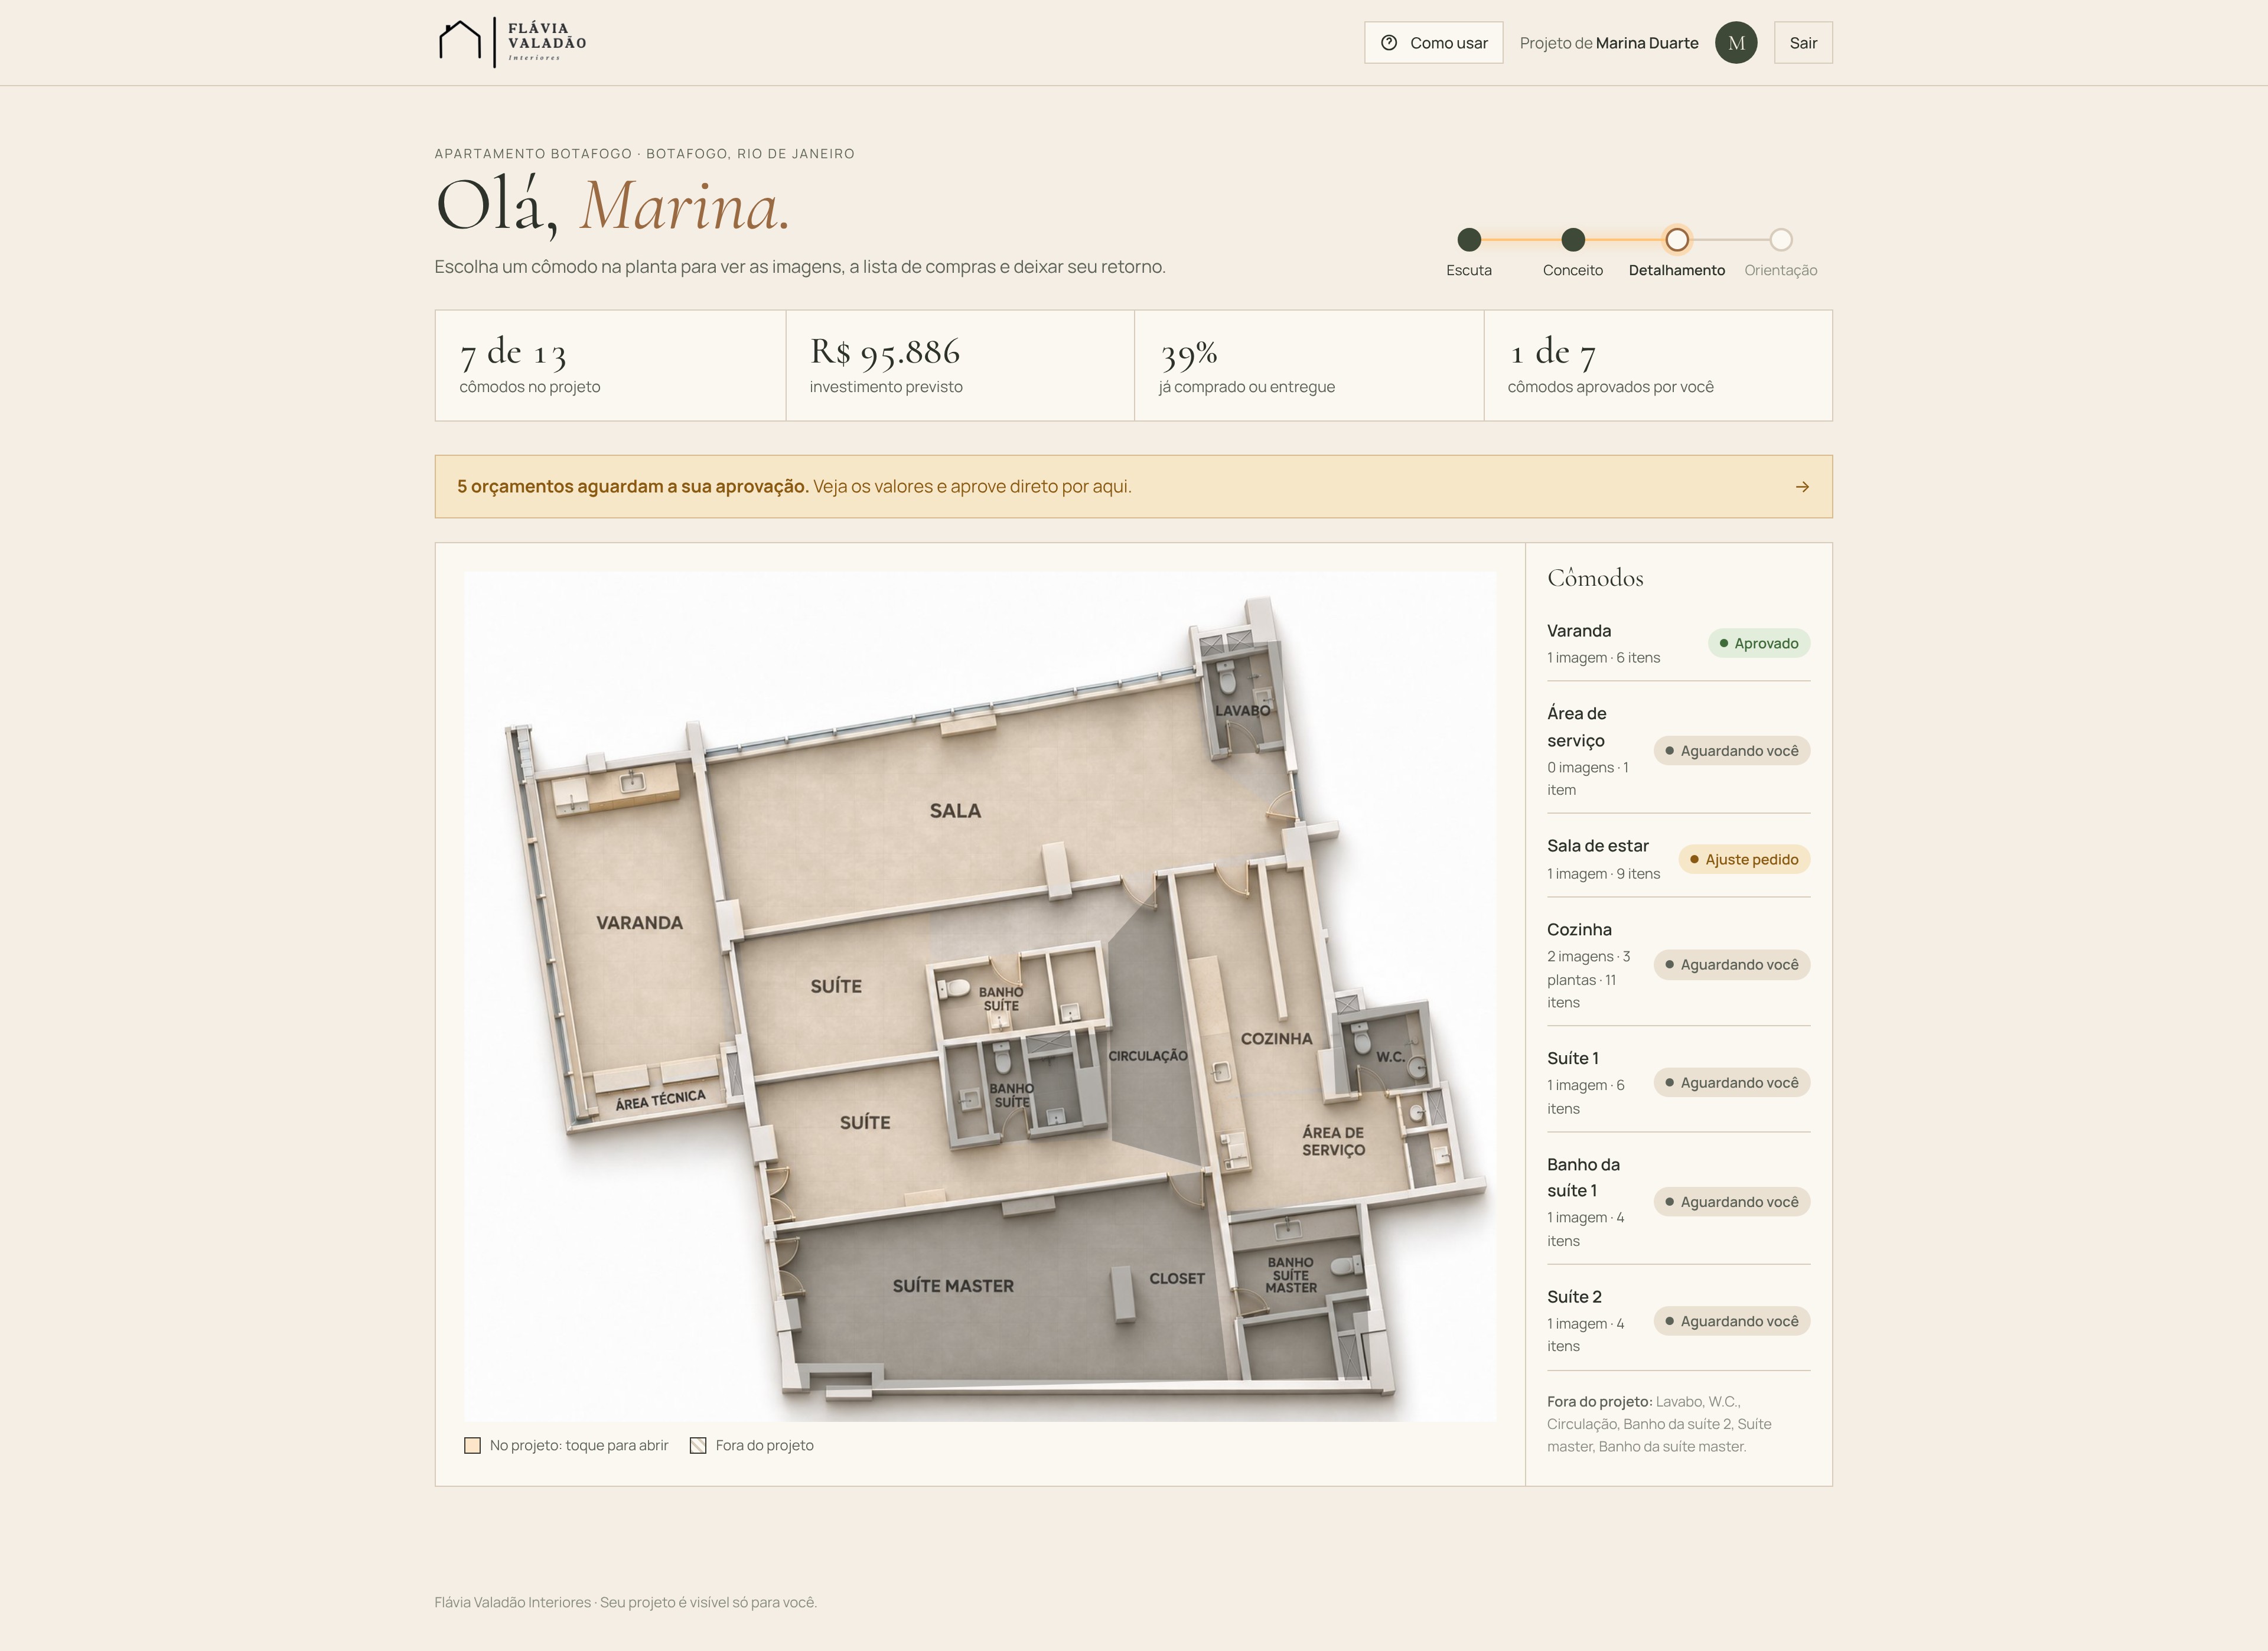 FLÁVIA
VALADÃO
Interiores
Como usar
Projeto de Marina Duarte
M
Sair
APARTAMENTO BOTAFOGO · BOTAFOGO, RIO DE JANEIRO
Olá, Marina.
Escolha um cômodo na planta para ver as imagens, a lista de compras e deixar seu retorno.
Escuta
Conceito
Detalhamento
Orientação
7 de 13
cômodos no projeto
R$ 95.886
investimento previsto
39%
já comprado ou entregue
1 de 7
cômodos aprovados por você
5 orçamentos aguardam a sua aprovação. Veja os valores e aprove direto por aqui.
LAVABO
SALA
VARANDA
SUÍTE
BANHO
SUÍTE
CIRCULAÇÃO
COZINHA
W.C.
ÁREA TÉCNICA
BANHO
SUÍTE
SUÍTE
ÁREA DE
SERVIÇO
SUÍTE MASTER
CLOSET
BANHO
SUÍTE
MASTER
No projeto: toque para abrir
Fora do projeto
Cômodos
Varanda
1 imagem · 6 itens
Aprovado
Área de
serviço
0 imagens · 1
item
Aguardando você
Sala de estar
1 imagem · 9 itens
Ajuste pedido
Cozinha
2 imagens · 3
plantas · 11
itens
Aguardando você
Suíte 1
1 imagem · 6
itens
Aguardando você
Banho da
suíte 1
1 imagem · 4
itens
Aguardando você
Suíte 2
1 imagem · 4
itens
Aguardando você
Fora do projeto: Lavabo, W.C.,
Circulação, Banho da suíte 2, Suíte
master, Banho da suíte master.
Flávia Valadão Interiores · Seu projeto é visível só para você.